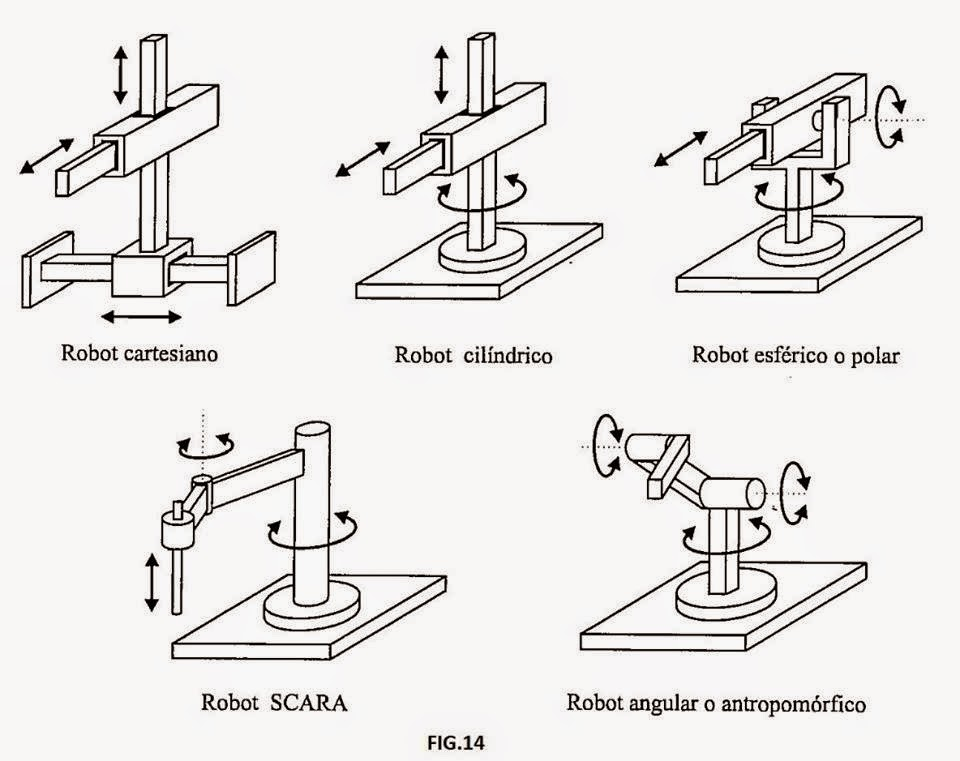 Robot cartesiano
Robot cilíndrico
Robot esférico o polar
Robot SCARA
Robot angular o antropomórfico
FIG.14